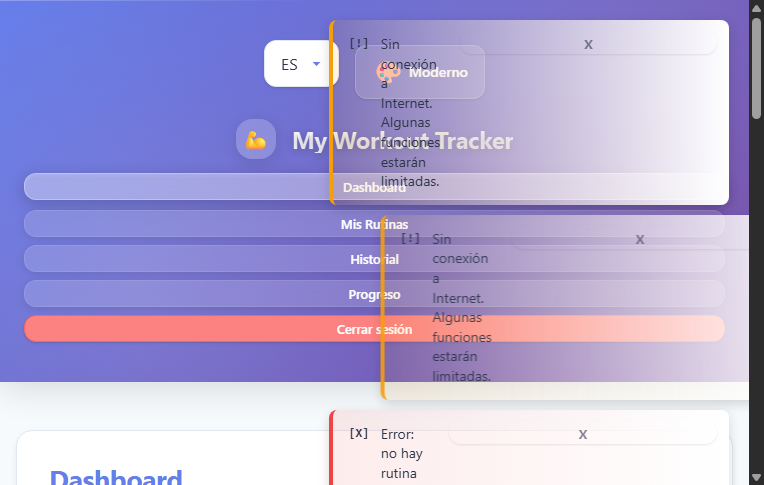 ES
Moderno
My Workout Tracker
Dashboard
Mis Rutinas
Historial
Progreso
Cerrar sesión
[!] Sin X
conexión
a
Internet.
Algunas
funciones
estarán
limitadas.
[!] Sin X
conexión
a
Internet.
Algunas
funciones
estarán
limitadas.
[X] Error: X
no hay
rutina
Dashboard